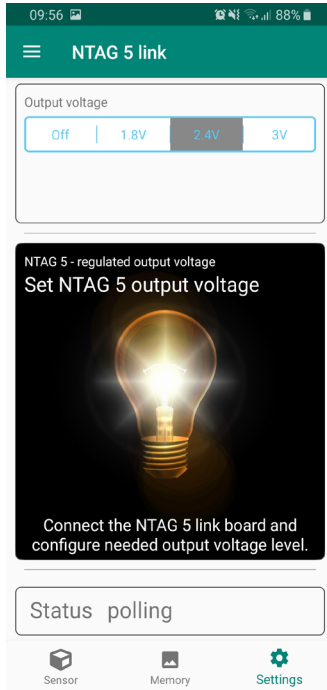 09:56 88%
NTAG 5 link
Output voltage
Off 1.8V 2.4V 3V
NTAG 5 - regulated output voltage
Set NTAG 5 output voltage
Connect the NTAG 5 link board and
configure needed output voltage level.
Status polling
Sensor Memory Settings